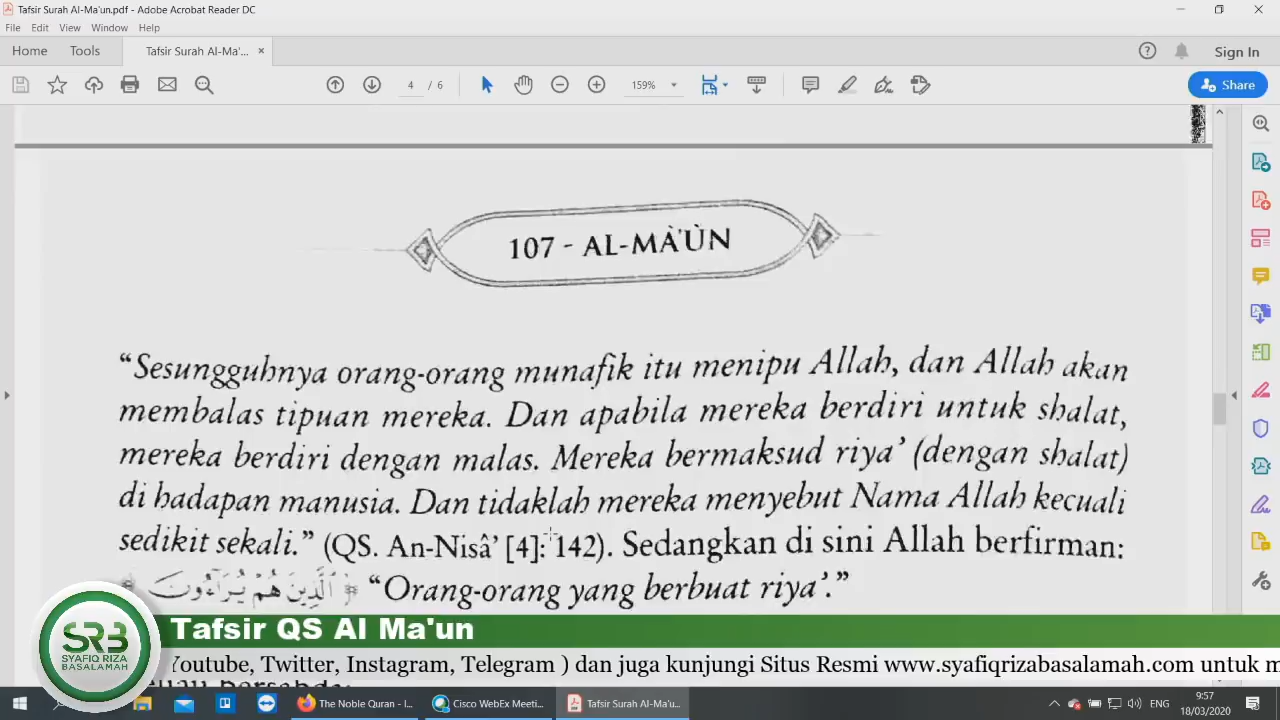 Tafsir Surah Al-Ma'un.pdf - Adobe Acrobat Reader DC
File Edit View Window Help
Home Tools Tafsir Surah Al-Ma'... × Sign In
4 / 6 159% Share
107 - AL-MÀ'ÙN
“Sesungguhnya orang-orang munafik itu menipu Allah, dan Allah akan
membalas tipuan mereka. Dan apabila mereka berdiri untuk shalat,
mereka berdiri dengan malas. Mereka bermaksud riya’ (dengan shalat)
di hadapan manusia. Dan tidaklah mereka menyebut Nama Allah kecuali
sedikit sekali.” (QS. An-Nisâ’ [4]: 142). Sedangkan di sini Allah berfirman:
﴿ ٱلَّذِينَ هُمْ يُرَآءُونَ ﴾ “Orang-orang yang berbuat riya’.”
SRB
SYAFIQ RIZA
BASALAMAH
Tafsir QS Al Ma'un
Youtube, Twitter, Instagram, Telegram ) dan juga kunjungi Situs Resmi www.syafiqrizabasalamah.com untuk m
The Noble Quran - I... Cisco WebEx Meeti... Tafsir Surah Al-Ma'u... ENG 9:57
18/03/2020